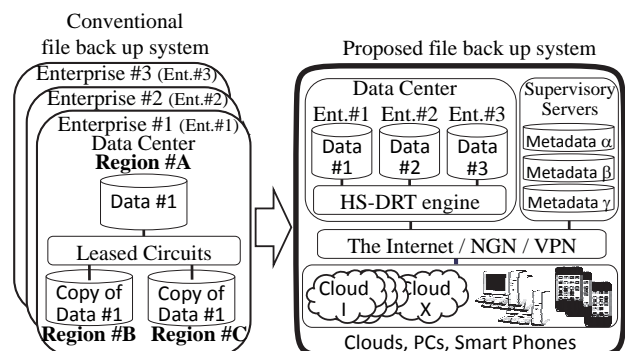 Conventional
file back up system
Enterprise #3 (Ent.#3)
Enterprise #2 (Ent.#2)
Enterprise #1 (Ent.#1)
Data Center
Region #A
Data #1
Leased Circuits
Copy of
Data #1
Region #B
Copy of
Data #1
Region #C
Proposed file back up system
Data Center
Ent.#1 Ent.#2 Ent.#3
Data
#1
Data
#2
Data
#3
HS-DRT engine
Supervisory
Servers
Metadata α
Metadata β
Metadata γ
The Internet / NGN / VPN
Cloud
I
Cloud
X
Clouds, PCs, Smart Phones